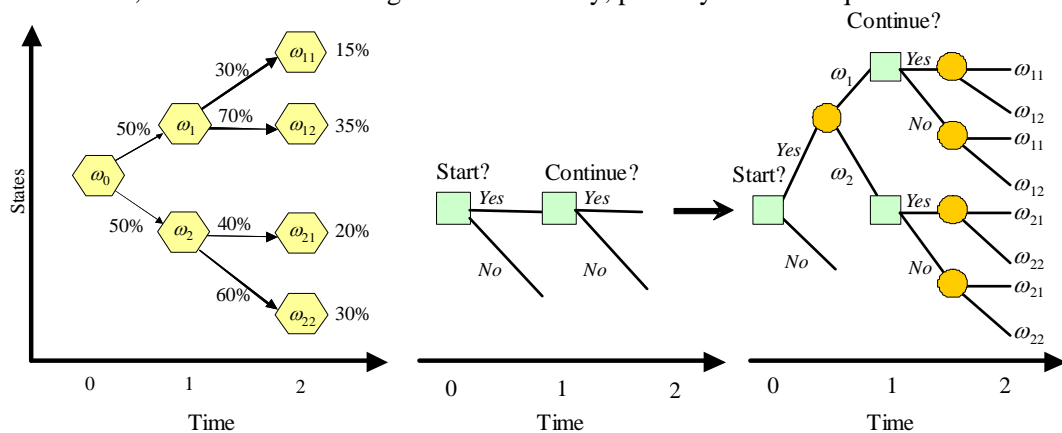 Continue?
ω11 15%
30%
ω1 70% ω12 35%
50%
ω0
50%
ω2 40% ω21 20%
60%
ω22 30%
States
0 1 2
Time
Start? Continue?
Yes Yes
No No
0 1 2
Time
Start?
Yes
No
ω1
ω2
Yes ω11
ω12
No ω11
ω12
Yes ω21
ω22
No ω21
ω22
0 1 2
Time